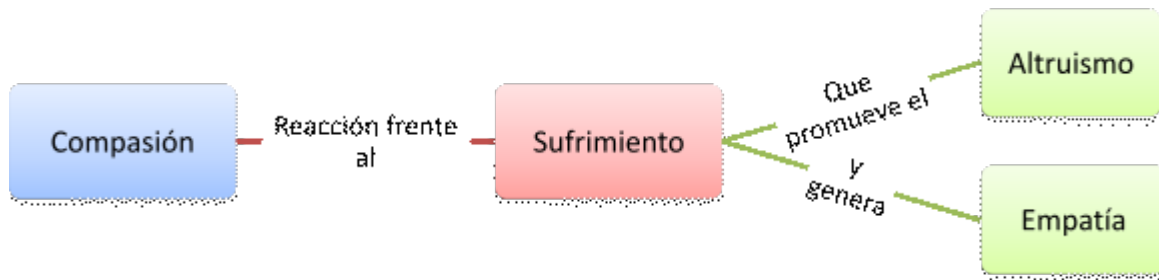 Compasión
Reacción frente
al
Sufrimiento
Que
promueve el
Altruismo
y
genera
Empatía